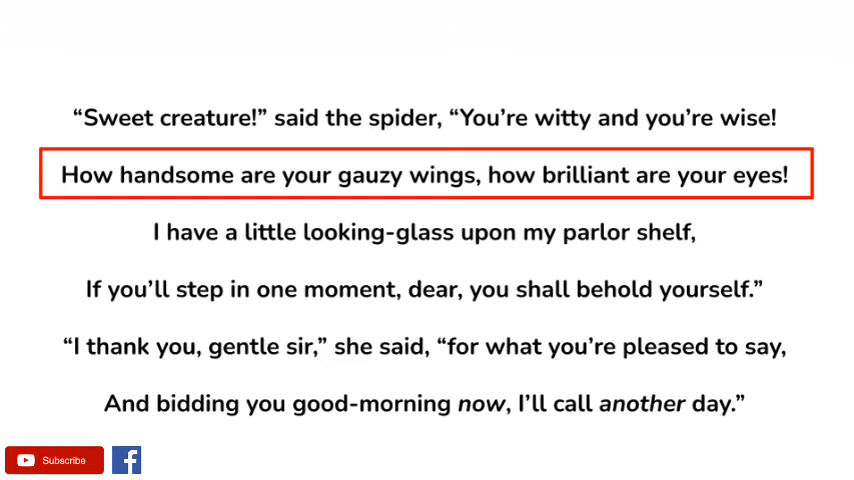 “Sweet creature!” said the spider, “You’re witty and you’re wise!
How handsome are your gauzy wings, how brilliant are your eyes!
I have a little looking-glass upon my parlor shelf,
If you’ll step in one moment, dear, you shall behold yourself.”
“I thank you, gentle sir,” she said, “for what you’re pleased to say,
And bidding you good-morning now, I’ll call another day.”
Subscribe
f